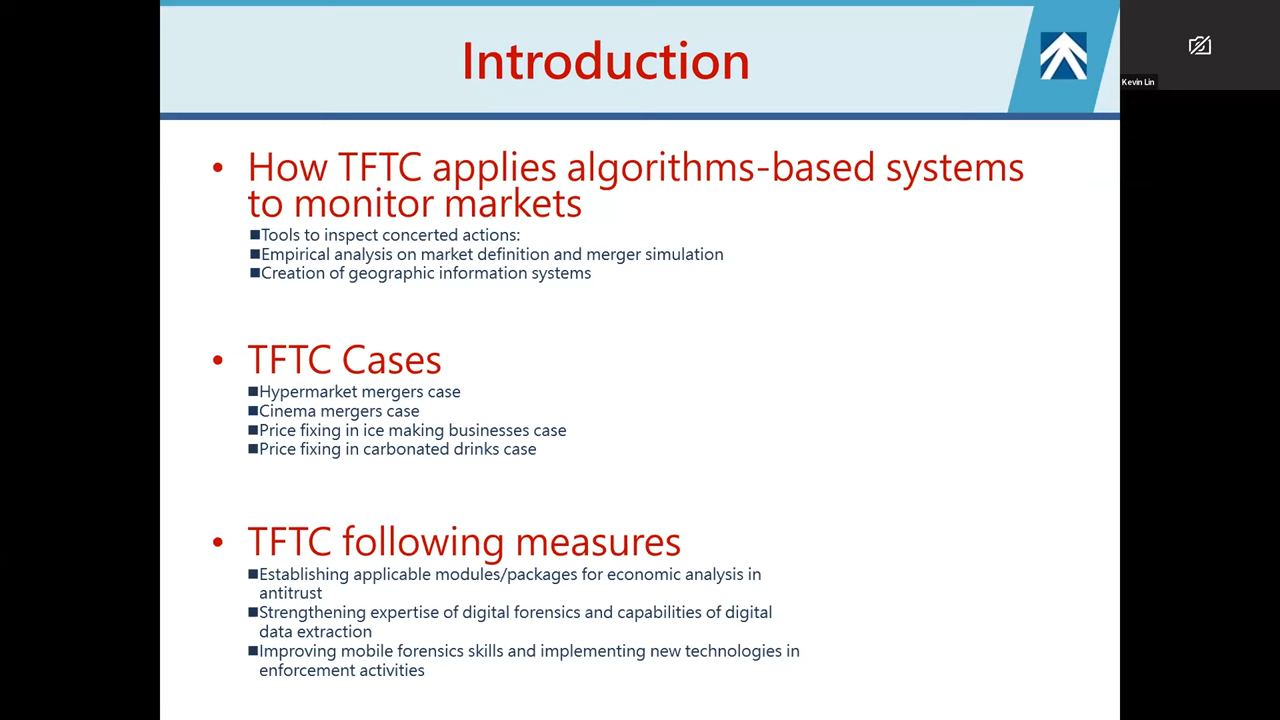 Introduction
Kevin Lin
• How TFTC applies algorithms-based systems
to monitor markets
■Tools to inspect concerted actions:
■Empirical analysis on market definition and merger simulation
■Creation of geographic information systems
• TFTC Cases
■Hypermarket mergers case
■Cinema mergers case
■Price fixing in ice making businesses case
■Price fixing in carbonated drinks case
• TFTC following measures
■Establishing applicable modules/packages for economic analysis in
antitrust
■Strengthening expertise of digital forensics and capabilities of digital
data extraction
■Improving mobile forensics skills and implementing new technologies in
enforcement activities